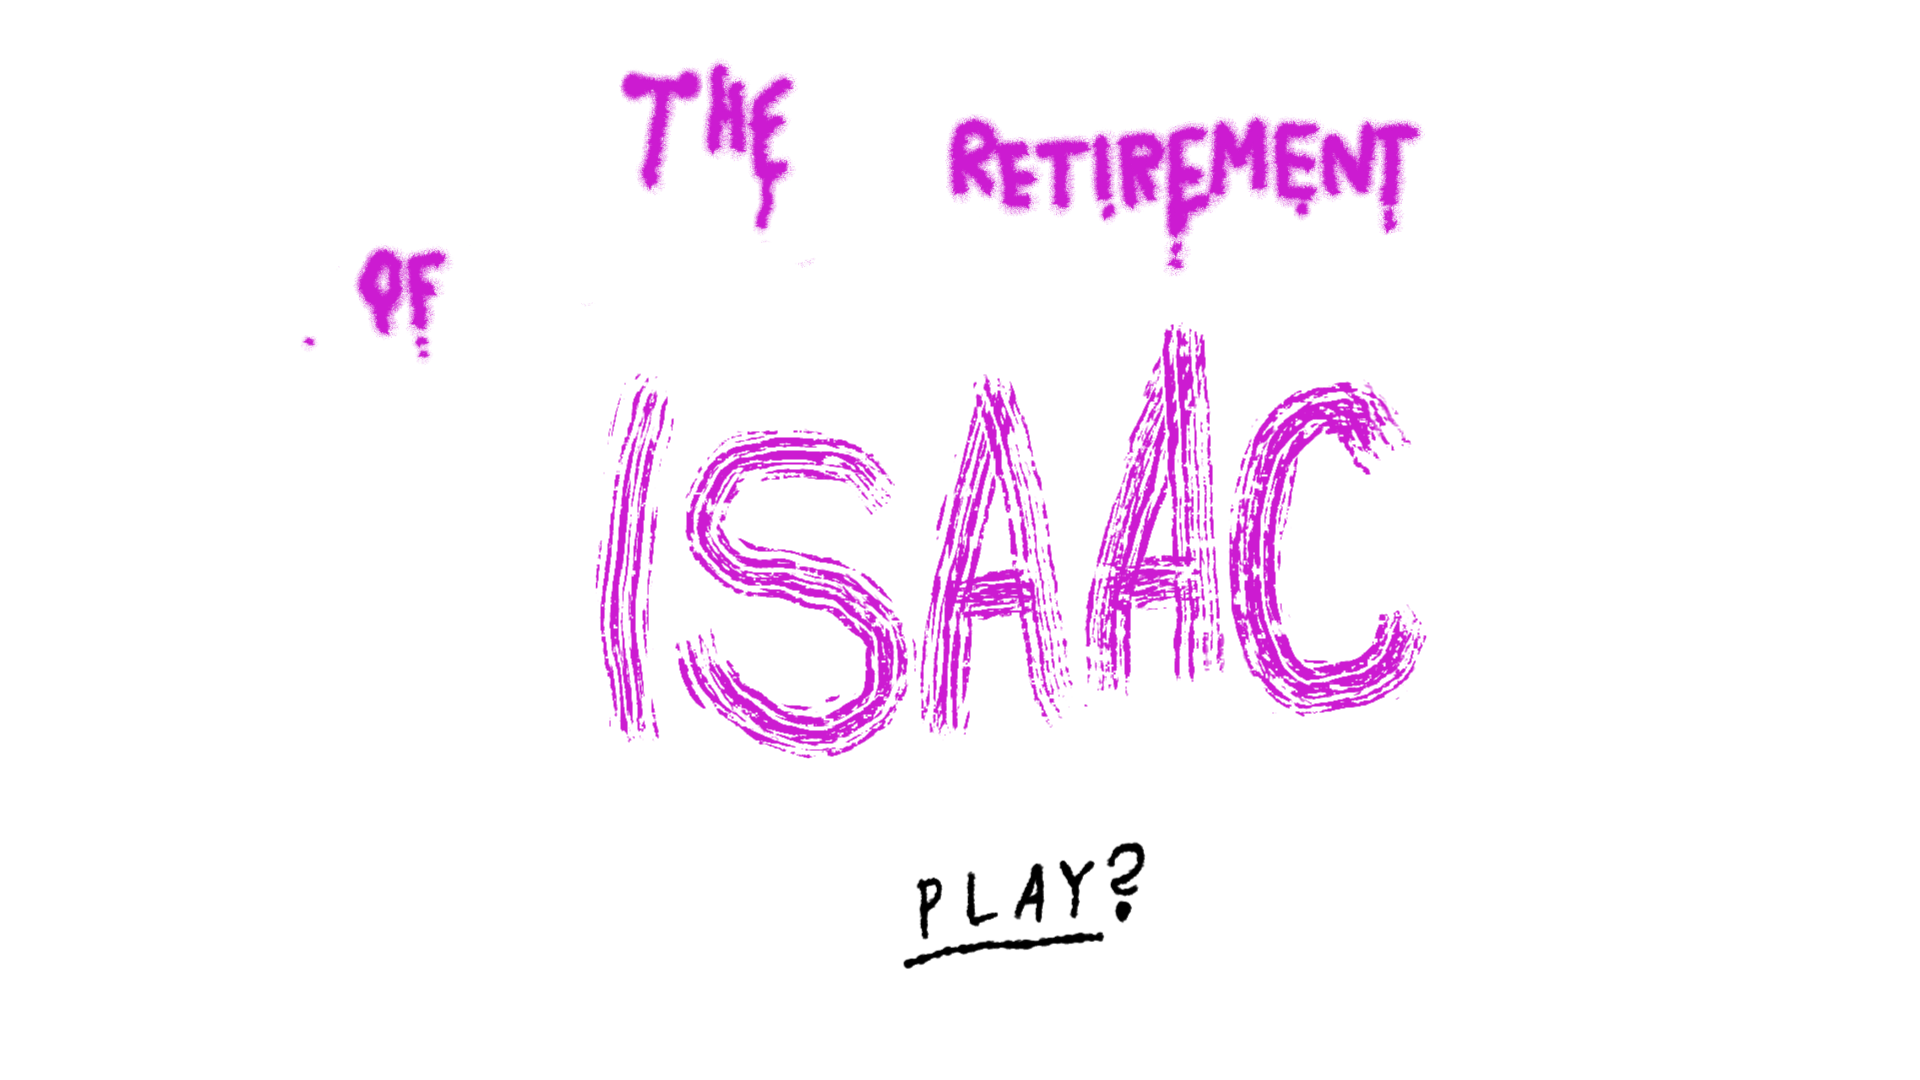 THE RETIREMENT
OF
ISAAC
PLAY?